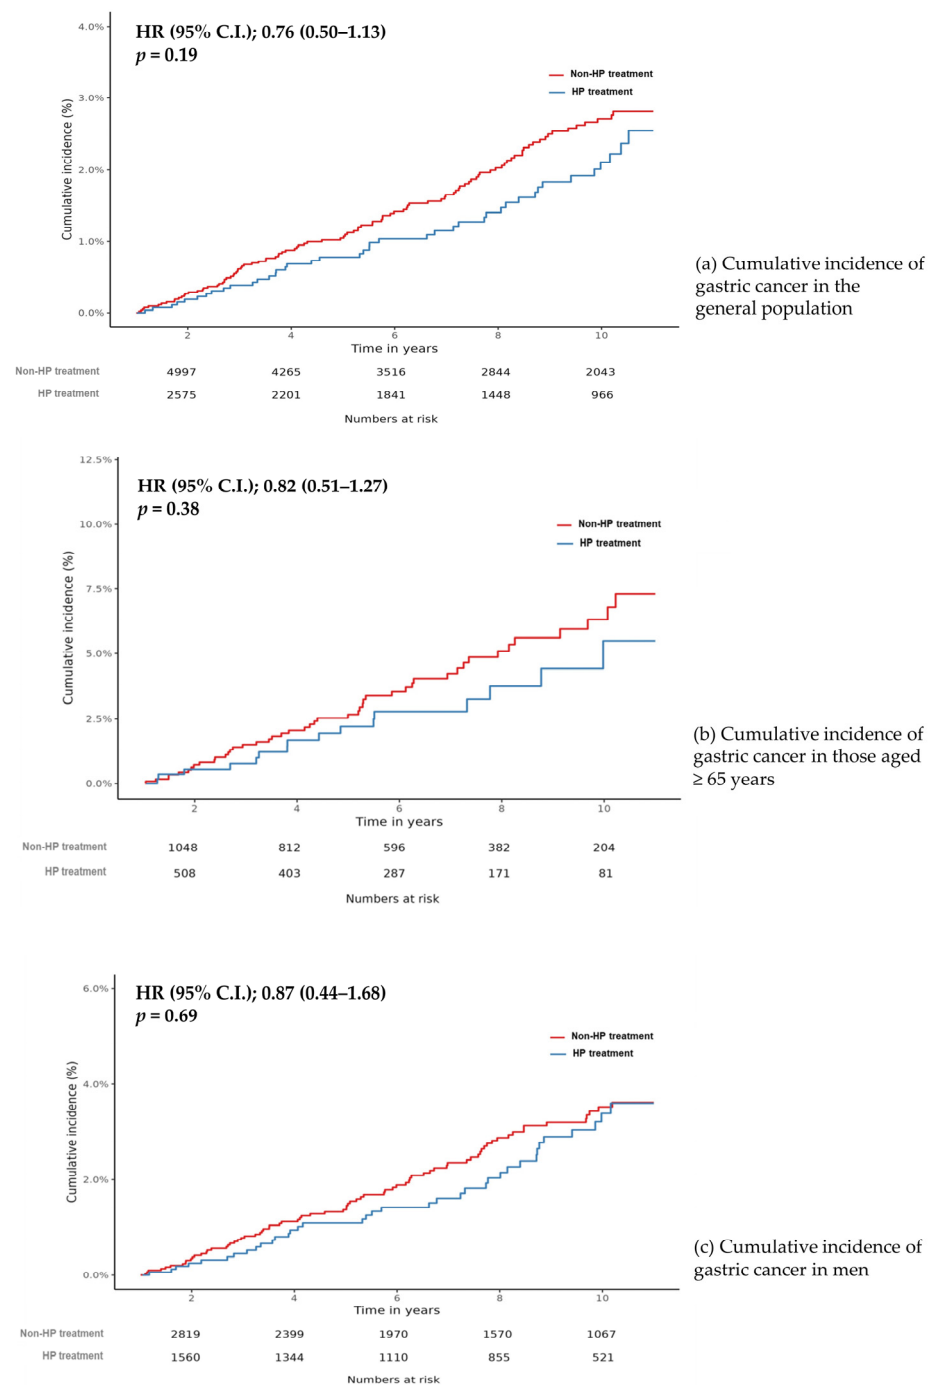 HR (95% C.I.); 0.76 (0.50–1.13)
p = 0.19
Non-HP treatment
HP treatment
4.0%
3.0%
2.0%
1.0%
0.0%
Cumulative incidence (%)
2 4 6 8 10
Time in years
Non-HP treatment 4997 4265 3516 2844 2043
HP treatment 2575 2201 1841 1448 966
Numbers at risk
(a) Cumulative incidence of
gastric cancer in the
general population
HR (95% C.I.); 0.82 (0.51–1.27)
p = 0.38
Non-HP treatment
HP treatment
12.5%
10.0%
7.5%
5.0%
2.5%
0.0%
Cumulative incidence (%)
2 4 6 8 10
Time in years
Non-HP treatment 1048 812 596 382 204
HP treatment 508 403 287 171 81
Numbers at risk
(b) Cumulative incidence of
gastric cancer in those aged
≥ 65 years
HR (95% C.I.); 0.87 (0.44–1.68)
p = 0.69
Non-HP treatment
HP treatment
6.0%
4.0%
2.0%
0.0%
Cumulative incidence (%)
2 4 6 8 10
Time in years
Non-HP treatment 2819 2399 1970 1570 1067
HP treatment 1560 1344 1110 855 521
Numbers at risk
(c) Cumulative incidence of
gastric cancer in men